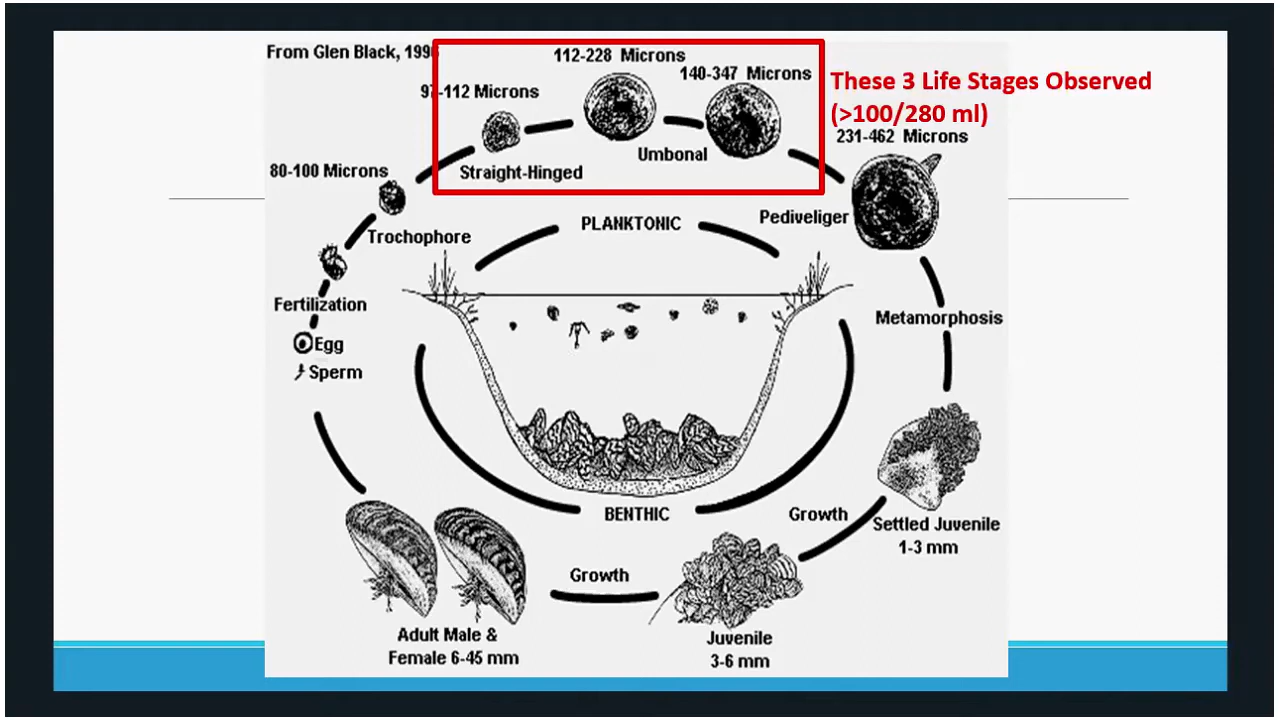 From Glen Black, 199
112-228 Microns
140-347 Microns
These 3 Life Stages Observed
(>100/280 ml)
97-112 Microns
231-462 Microns
Umbonal
Straight-Hinged
80-100 Microns
Trochophore
PLANKTONIC
Pediveliger
Fertilization
Metamorphosis
Egg
Sperm
BENTHIC
Growth
Settled Juvenile
1-3 mm
Growth
Adult Male &
Female 6-45 mm
Juvenile
3-6 mm